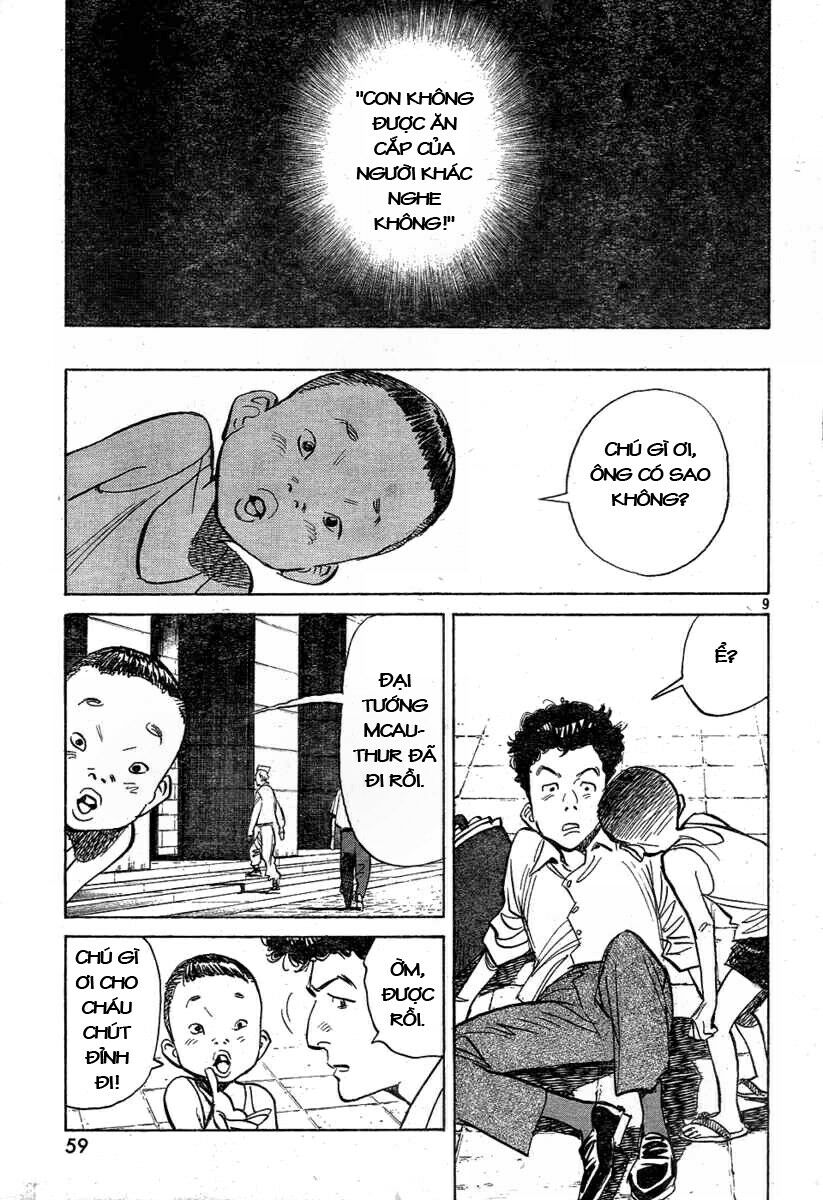 "CON KHÔNG
ĐƯỢC ĂN
CẮP CỦA
NGƯỜI KHÁC
NGHE
KHÔNG!"
CHÚ GÌ ƠI,
ÔNG CÓ SAO
KHÔNG?
9
ĐẠI
TƯỚNG
MCAU-
THUR ĐÃ
ĐI RỒI.
Ể?
CHÚ GÌ
ƠI CHO
CHÁU
CHÚT
ĐỈNH
ĐI!
ỜM,
ĐƯỢC
RỒI.
59